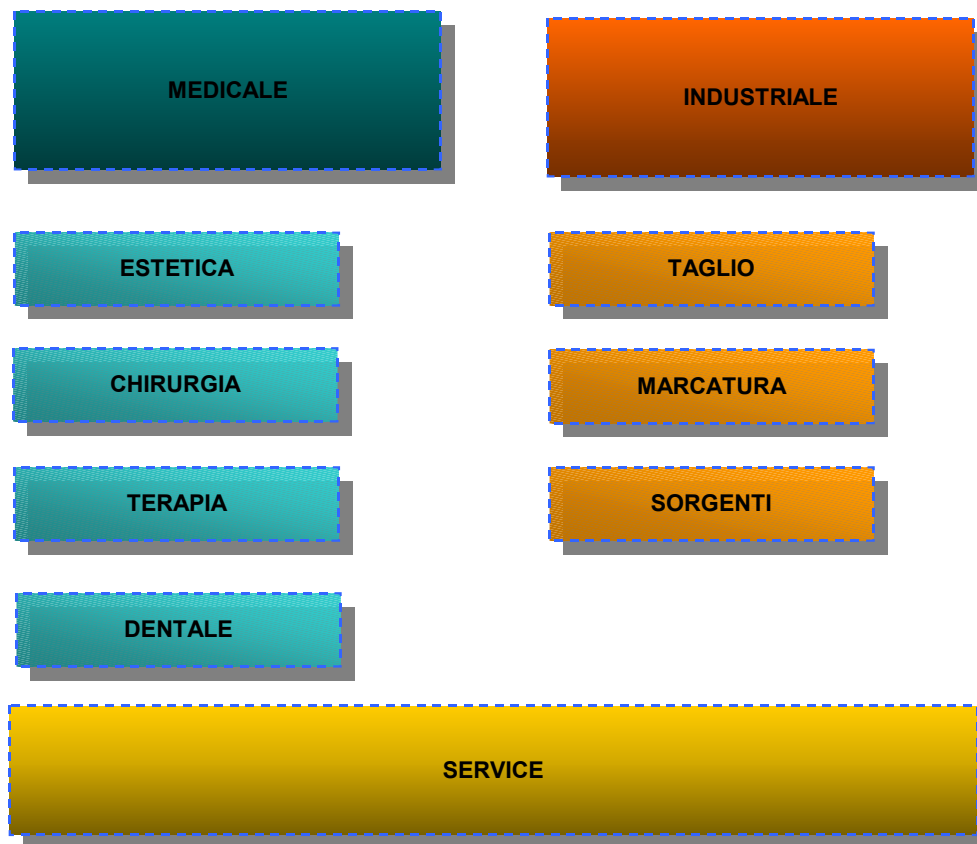 MEDICALE
INDUSTRIALE
ESTETICA
TAGLIO
CHIRURGIA
MARCATURA
TERAPIA
SORGENTI
DENTALE
SERVICE